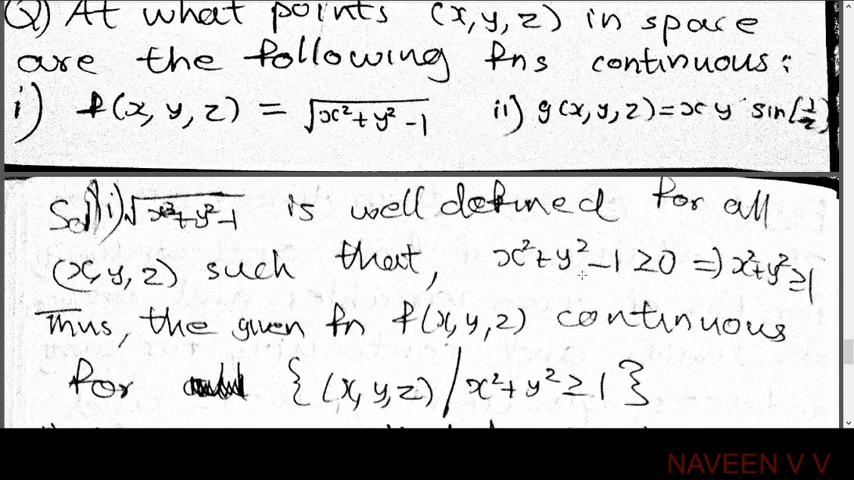 Q) At what points (x,y,z) in space
are the following fns continuous:
i) f(x,y,z) = √x²+y²-1 ii) g(x,y,z)=xy sin(1/z)
Sol) i) √x²+y²-1 is well defined for all
(x,y,z) such that, x²+y²-1≥0 ⇒ x²+y²≥1
Thus, the given fn f(x,y,z) continuous
for { (x,y,z) / x²+y²≥1 }
NAVEEN V V